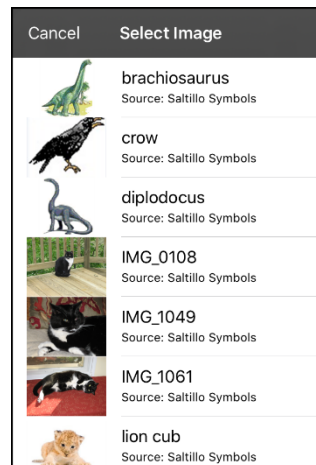 Cancel Select Image
brachiosaurus
Source: Saltillo Symbols
crow
Source: Saltillo Symbols
diplodocus
Source: Saltillo Symbols
IMG_0108
Source: Saltillo Symbols
IMG_1049
Source: Saltillo Symbols
IMG_1061
Source: Saltillo Symbols
lion cub
Source: Saltillo Symbols